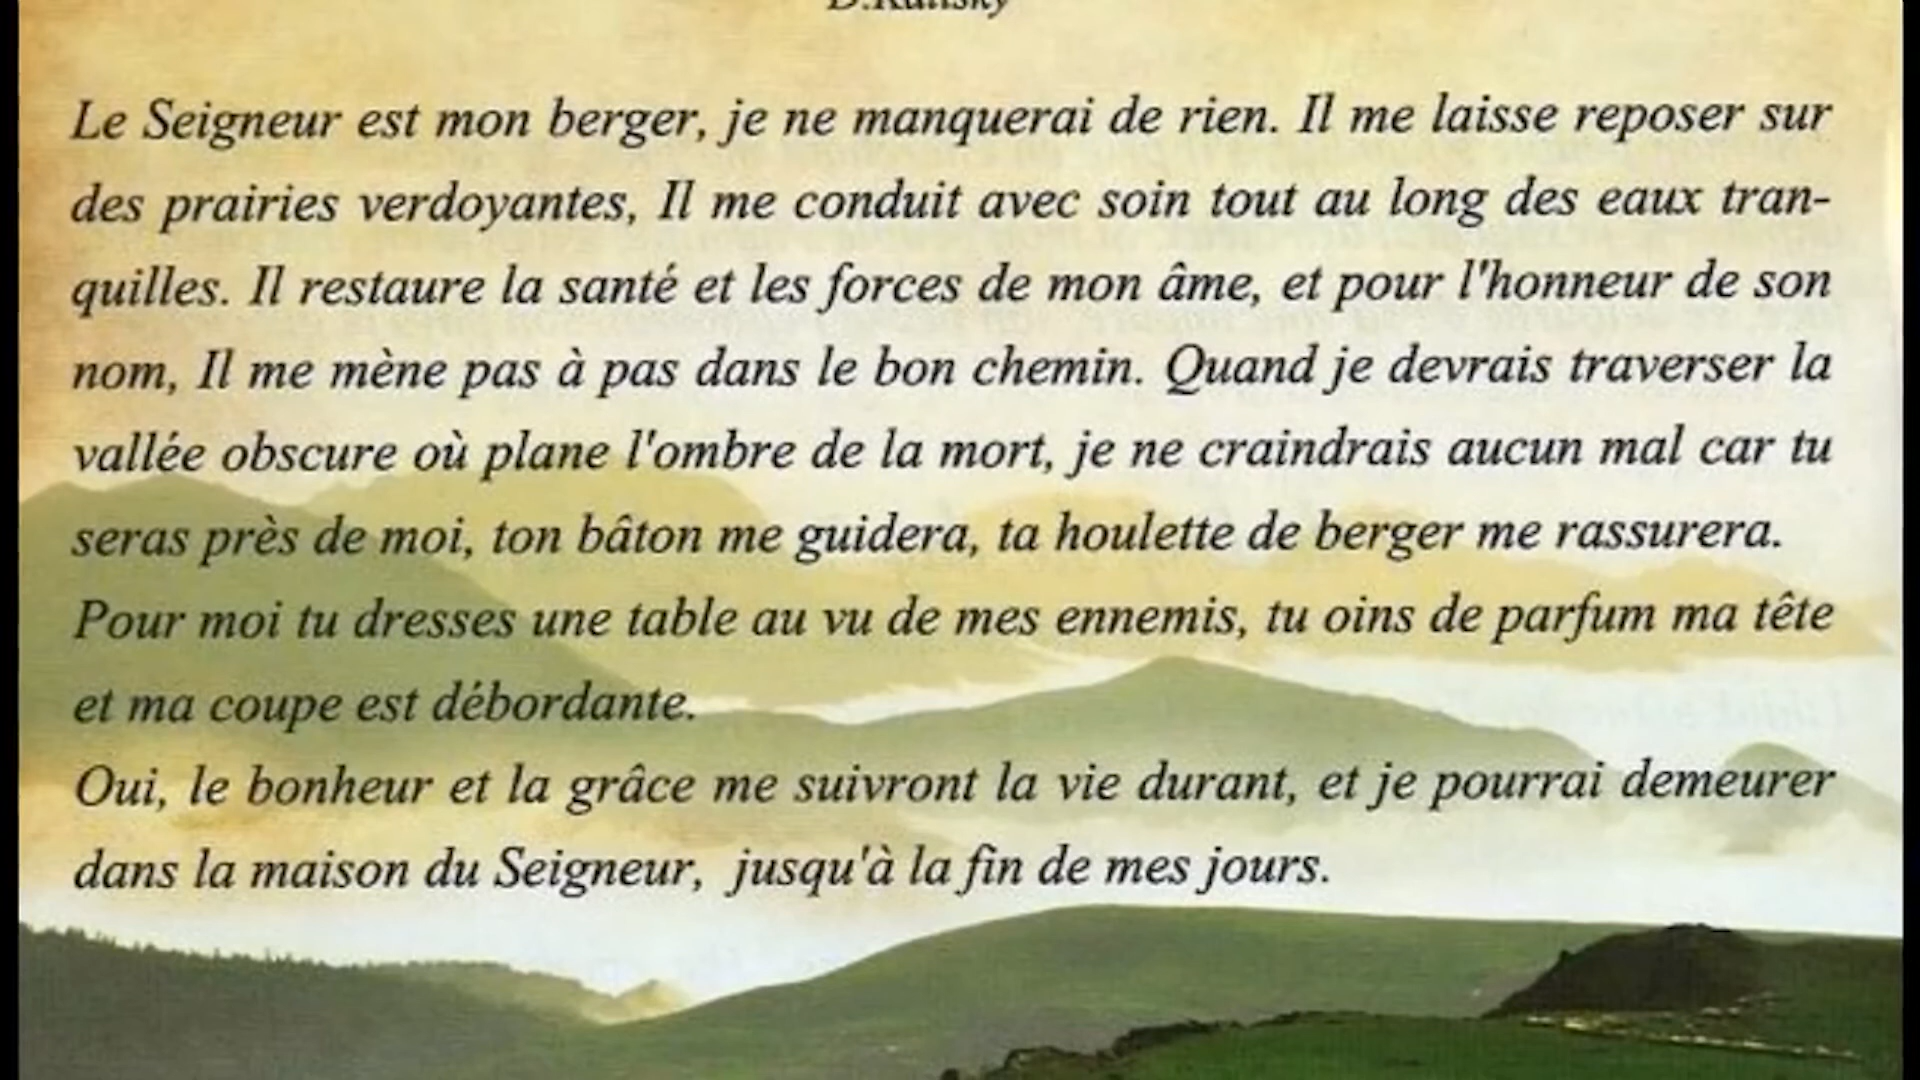 Le Seigneur est mon berger, je ne manquerai de rien. Il me laisse reposer sur
des prairies verdoyantes, Il me conduit avec soin tout au long des eaux tran-
quilles. Il restaure la santé et les forces de mon âme, et pour l'honneur de son
nom, Il me mène pas à pas dans le bon chemin. Quand je devrais traverser la
vallée obscure où plane l'ombre de la mort, je ne craindrais aucun mal car tu
seras près de moi, ton bâton me guidera, ta houlette de berger me rassurera.
Pour moi tu dresses une table au vu de mes ennemis, tu oins de parfum ma tête
et ma coupe est débordante.
Oui, le bonheur et la grâce me suivront la vie durant, et je pourrai demeurer
dans la maison du Seigneur, jusqu'à la fin de mes jours.